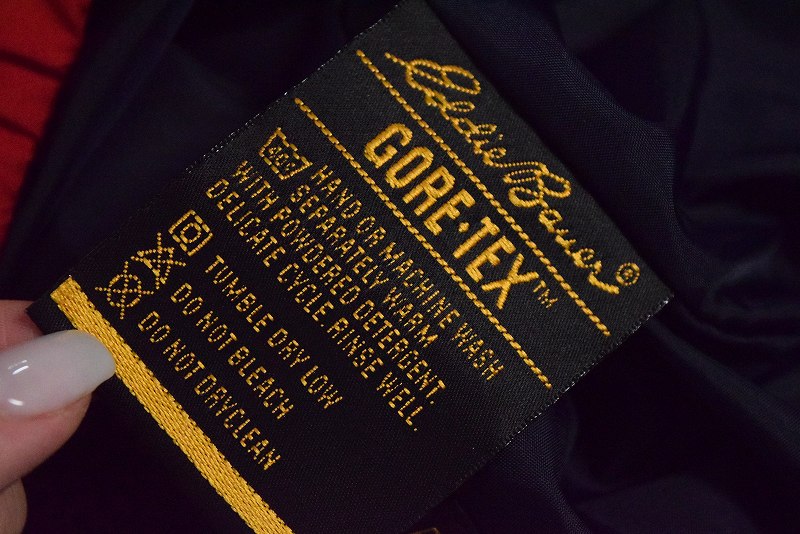 Eddie Bauer®
GORE-TEX™
40C
HAND OR MACHINE WASH
SEPARATELY WARM
WITH POWDERED DETERGENT.
DELICATE CYCLE RINSE WELL.
TUMBLE DRY LOW
DO NOT BLEACH
DO NOT DRYCLEAN